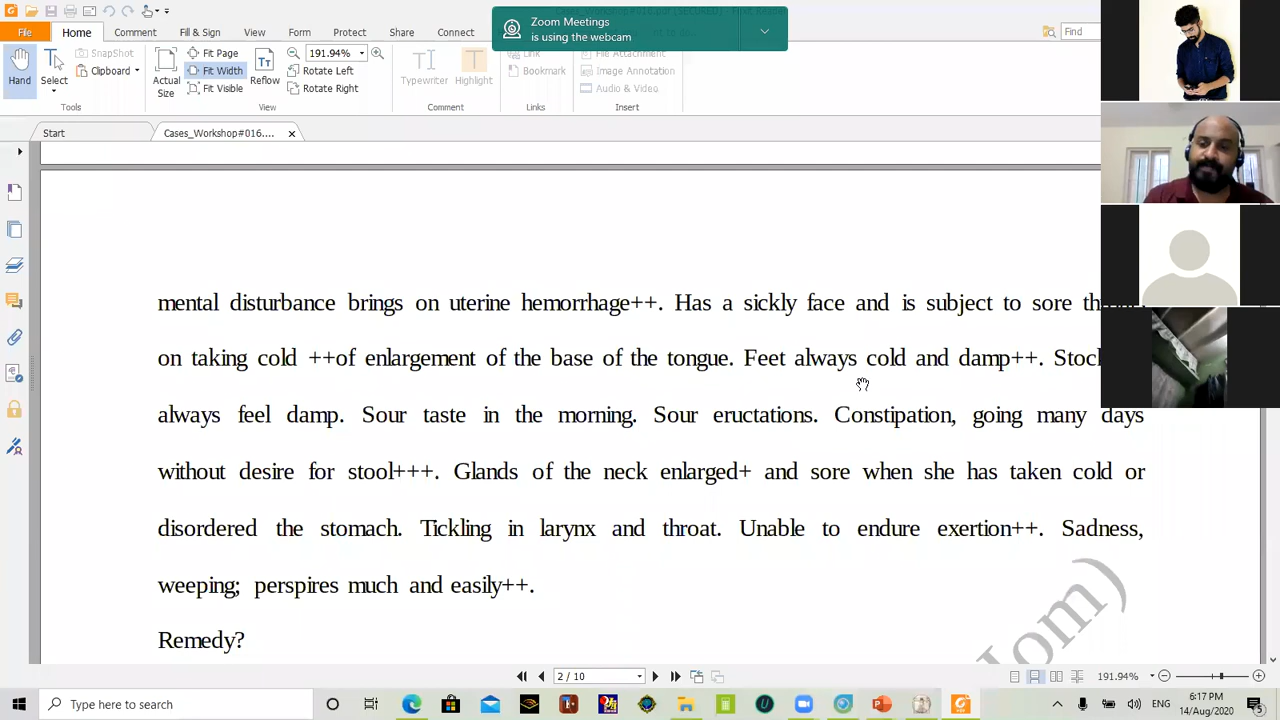 Zoom Meetings
is using the webcam
File Home Comment Fill & Sign View Form Protect Share Connect Find
SnapShot Fit Page 191.94% Link File Attachment
Hand Select Clipboard Actual Size Fit Width Reflow Rotate Left Typewriter Highlight Bookmark Image Annotation
Fit Visible Rotate Right Audio & Video
Tools View Comment Links Insert
Start Cases_Workshop#016....
mental disturbance brings on uterine hemorrhage++. Has a sickly face and is subject to sore
on taking cold ++of enlargement of the base of the tongue. Feet always cold and damp++.
always feel damp. Sour taste in the morning. Sour eructations. Constipation, going many days
without desire for stool+++. Glands of the neck enlarged+ and sore when she has taken cold or
disordered the stomach. Tickling in larynx and throat. Unable to endure exertion++. Sadness,
weeping; perspires much and easily++.
Remedy?
2 / 10 191.94%
Type here to search ENG 6:17 PM
14/Aug/2020 5